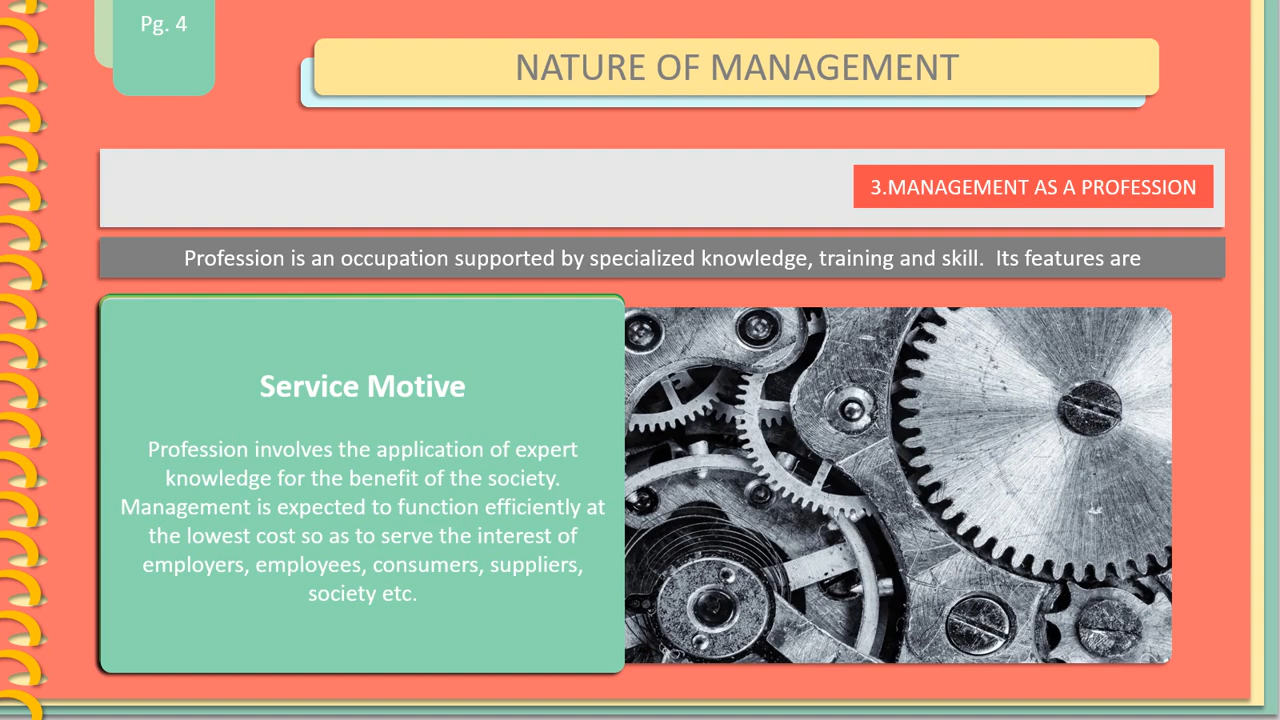 Pg. 4
NATURE OF MANAGEMENT
3.MANAGEMENT AS A PROFESSION
Profession is an occupation supported by specialized knowledge, training and skill.  Its features are
Service Motive
Profession involves the application of expert
knowledge for the benefit of the society.
Management is expected to function efficiently at
the lowest cost so as to serve the interest of
employers, employees, consumers, suppliers,
society etc.